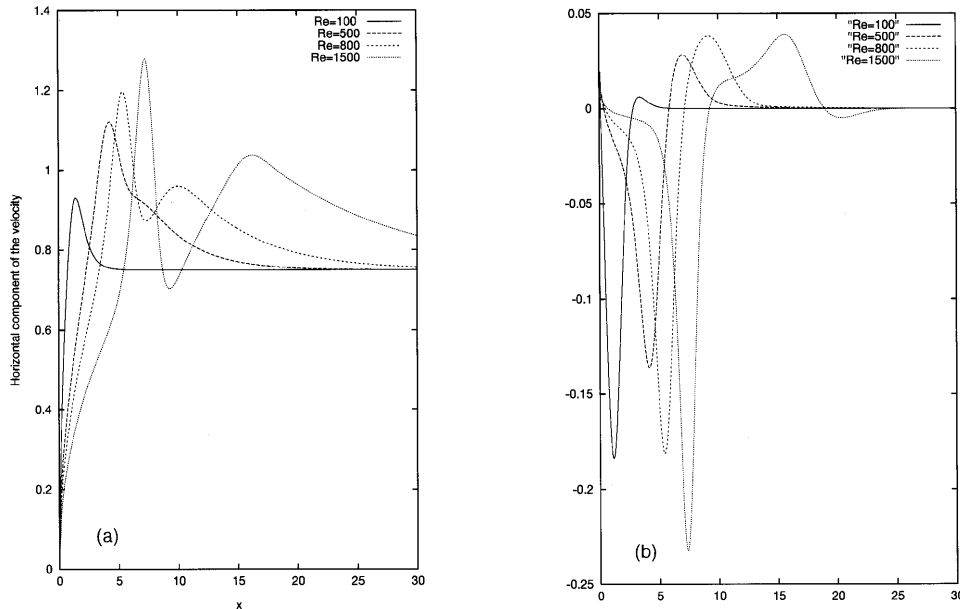 1.4
1.2
1
0.8
0.6
0.4
0.2
0
Horizontal component of the velocity
Re=100
Re=500
Re=800
Re=1500
(a)
0 5 10 15 20 25 30
x
0.05
0
-0.05
-0.1
-0.15
-0.2
-0.25
"Re=100"
"Re=500"
"Re=800"
"Re=1500"
(b)
0 5 10 15 20 25 30